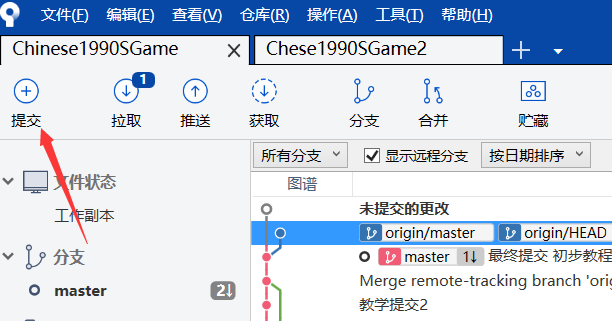 文件(F) 编辑(E) 查看(V) 仓库(R) 操作(A) 工具(T) 帮助(H)
Chinese1990SGame Chese1990SGame2
1
提交 拉取 推送 获取 分支 合并 贮藏
所有分支 显示远程分支 按日期排序
文件状态 图谱
工作副本 未提交的更改
origin/master origin/HEAD
分支 master 1↓ 最终提交 初步教程
master 2↓ Merge remote-tracking branch 'ori
教学提交2